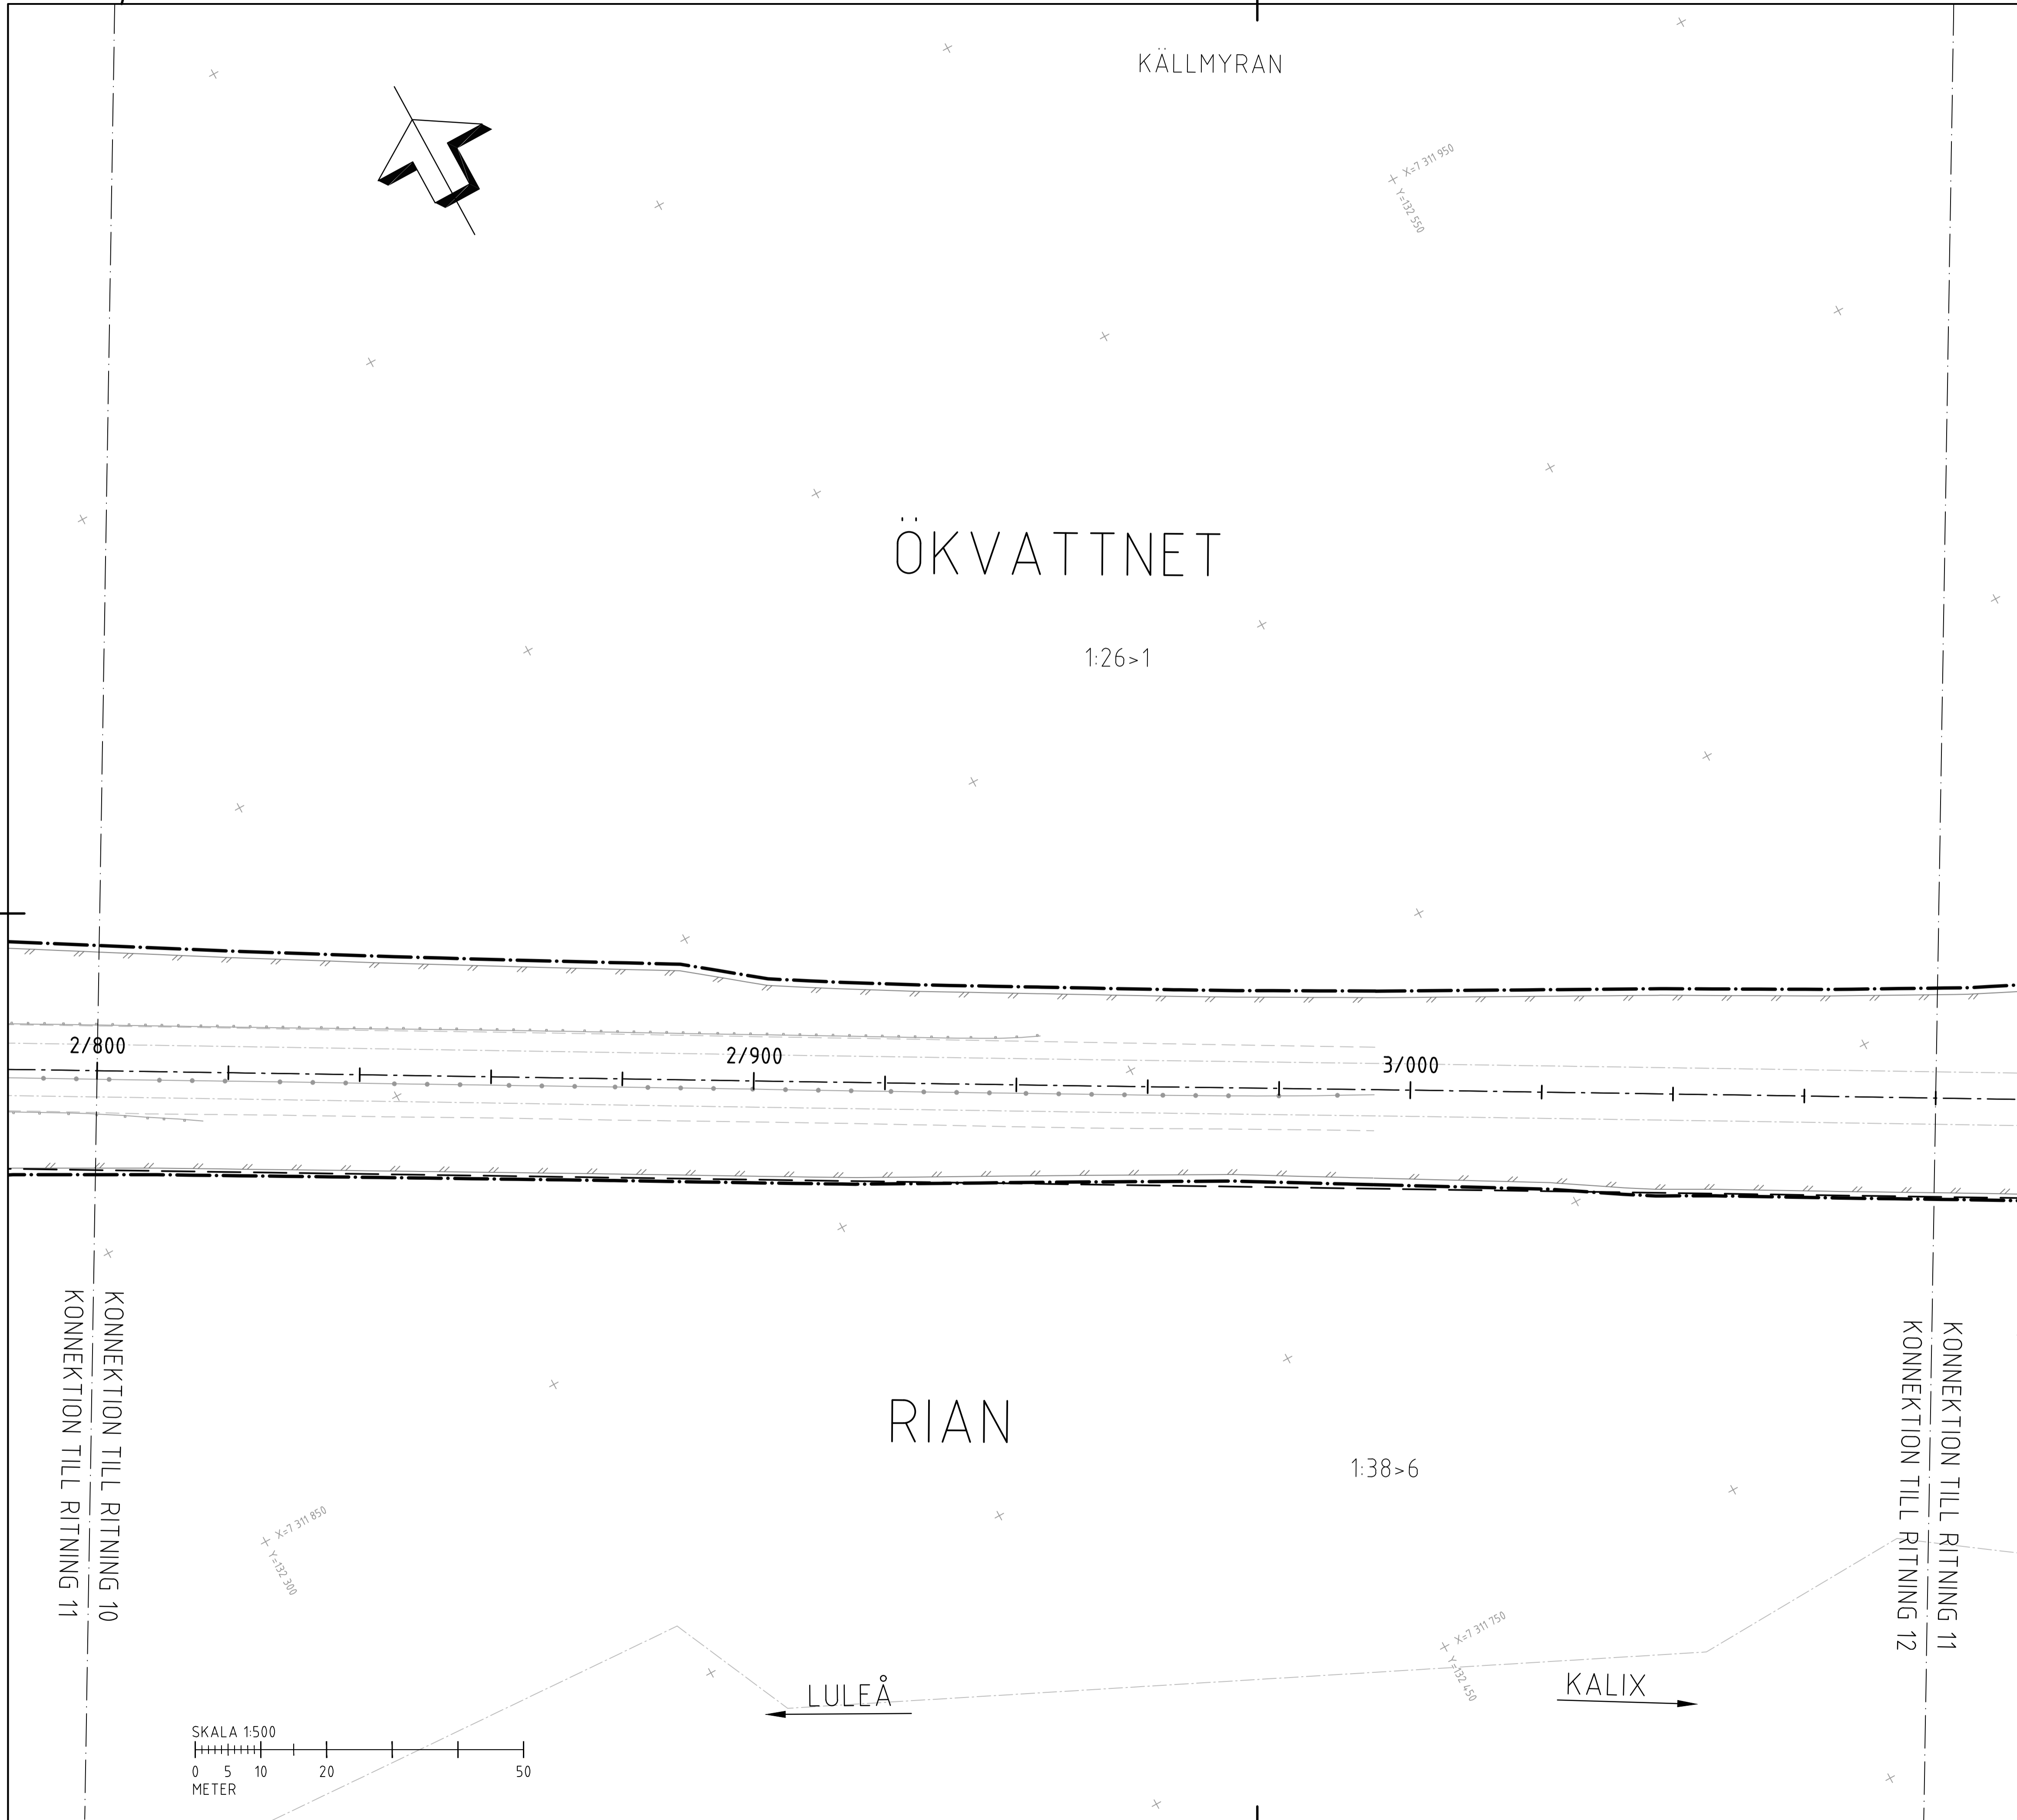 KÄLLMYRAN
X=7 311 950
Y=132 550
ÖKVATTNET
1:26>1
2/800
2/900
3/000
KONNEKTION TILL RITNING 11
KONNEKTION TILL RITNING 10
KONNEKTION TILL RITNING 12
KONNEKTION TILL RITNING 11
RIAN
1:38>6
X=7 311 850
Y=132 300
X=7 311 750
Y=132 450
LULEÅ
KALIX
SKALA 1:500
0 5 10 20 50
METER